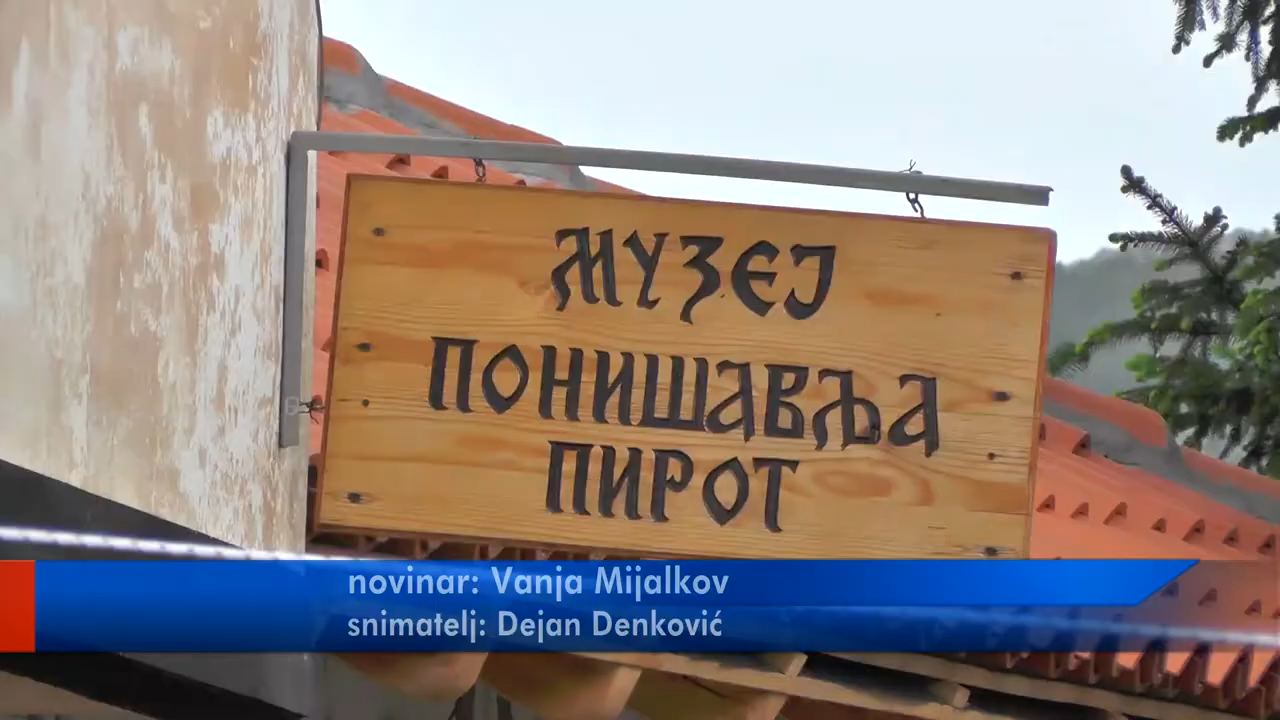 МУЗЕЈ
ПОНИШАВЉА
ПИРОТ
novinar: Vanja Mijalkov
snimatelj: Dejan Denković